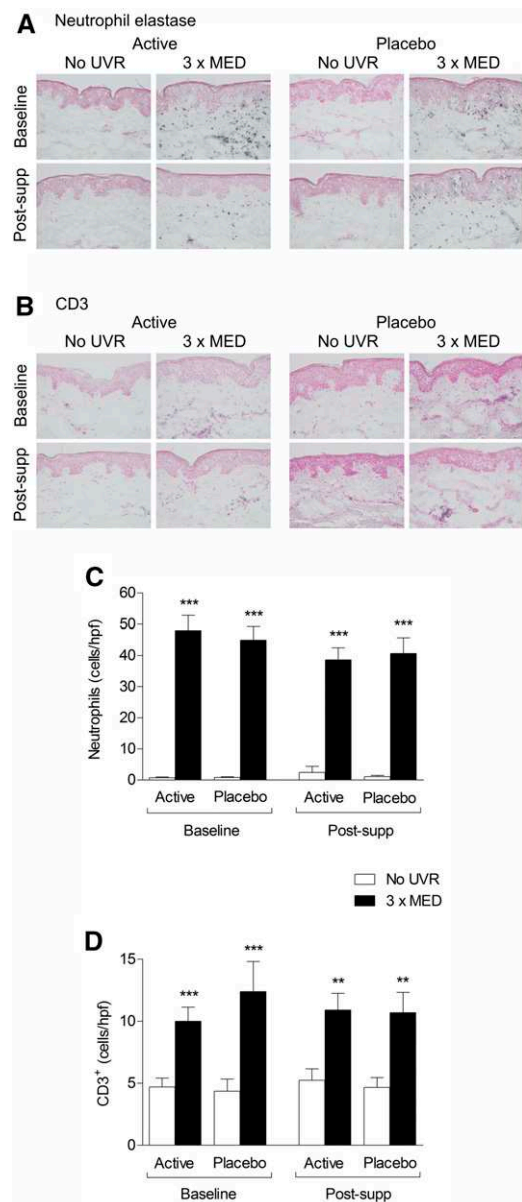 A Neutrophil elastase
Active Placebo
No UVR 3 x MED No UVR 3 x MED
Baseline
Post-supp
B CD3
Active Placebo
No UVR 3 x MED No UVR 3 x MED
Baseline
Post-supp
C
Neutrophils (cells/hpf)
60
50
40
30
20
10
0
*** *** *** ***
Active Placebo Active Placebo
Baseline Post-supp
No UVR
3 x MED
D
CD3+ (cells/hpf)
15
10
5
0
*** *** ** **
Active Placebo Active Placebo
Baseline Post-supp